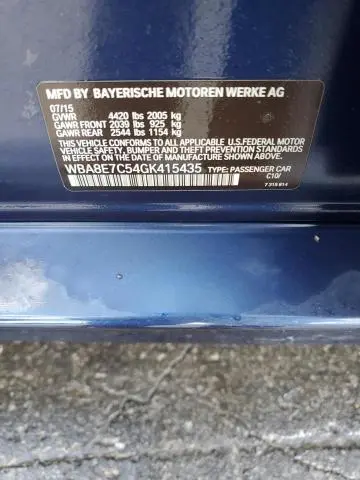 MFD BY BAYERISCHE MOTOREN WERKE AG
07/15
GVWR 4420 lbs 2005 kg
GAWR FRONT 2039 lbs 925 kg
GAWR REAR 2544 lbs 1154 kg
THIS VEHICLE CONFORMS TO ALL APPLICABLE U.S.FEDERAL MOTOR
VEHICLE SAFETY, BUMPER AND THEFT PREVENTION STANDARDS
IN EFFECT ON THE DATE OF MANUFACTURE SHOWN ABOVE.
WBA8E7C54GK415435 TYPE: PASSENGER CAR
C10/
7 319 814